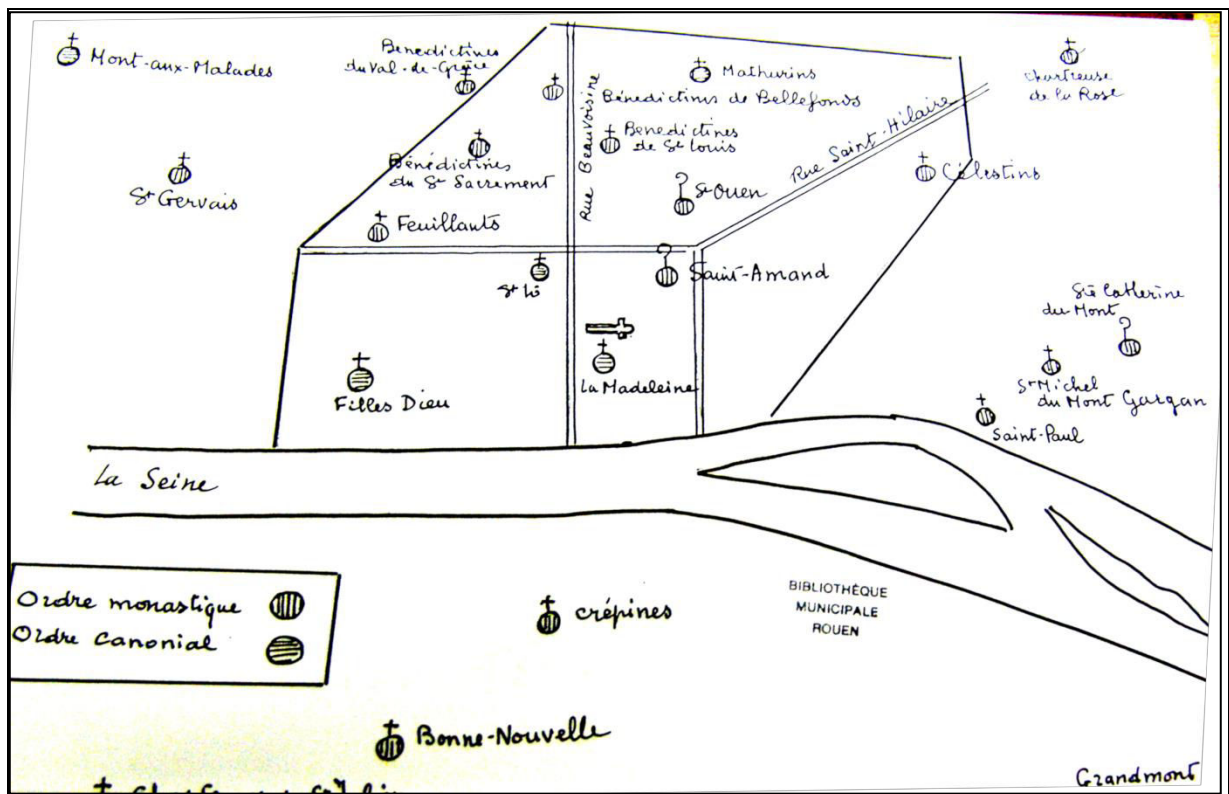 Mont-aux-Malades
Bénédictines
du Val-de-Grâce
Mathurins
Bénédictines de Bellefonds
Chartreuse
de la Rose
Rue Beauvoisine
Bénédictines
de St Louis
Rue Saint-Hilaire
Bénédictines
du St Sacrement
St Gervais
St Ouen
Célestins
Feuillants
St Lô
Saint-Amand
Ste Catherine
du Mont
La Madeleine
Filles Dieu
St Michel
du Mont Gargan
Saint-Paul
La Seine
Ordre monastique
Ordre canonial
crépines
BIBLIOTHÈQUE
MUNICIPALE
ROUEN
Bonne-Nouvelle
Grandmont